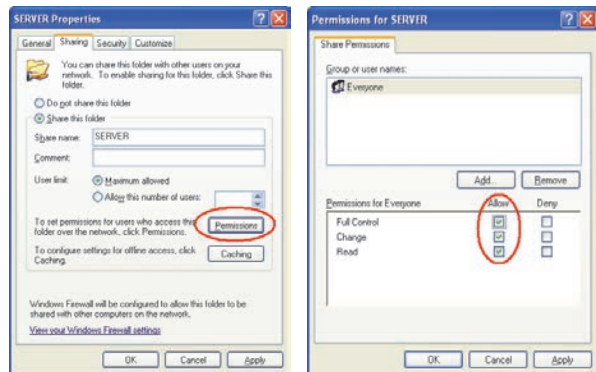 SERVER Properties
General Sharing Security Customize
You can share this folder with other users on your
network. To enable sharing for this folder, click Share this
folder.
Do not share this folder
Share this folder
Share name: SERVER
Comment:
User limit: Maximum allowed
Allow this number of users:
To set permissions for users who access this
folder over the network, click Permissions.
Permissions
To configure settings for offline access, click
Caching.
Caching
Windows Firewall will be configured to allow this folder to be
shared with other computers on the network.
View your Windows Firewall settings
OK Cancel Apply
Permissions for SERVER
Share Permissions
Group or user names:
Everyone
Add... Remove
Permissions for Everyone Allow Deny
Full Control
Change
Read
OK Cancel Apply